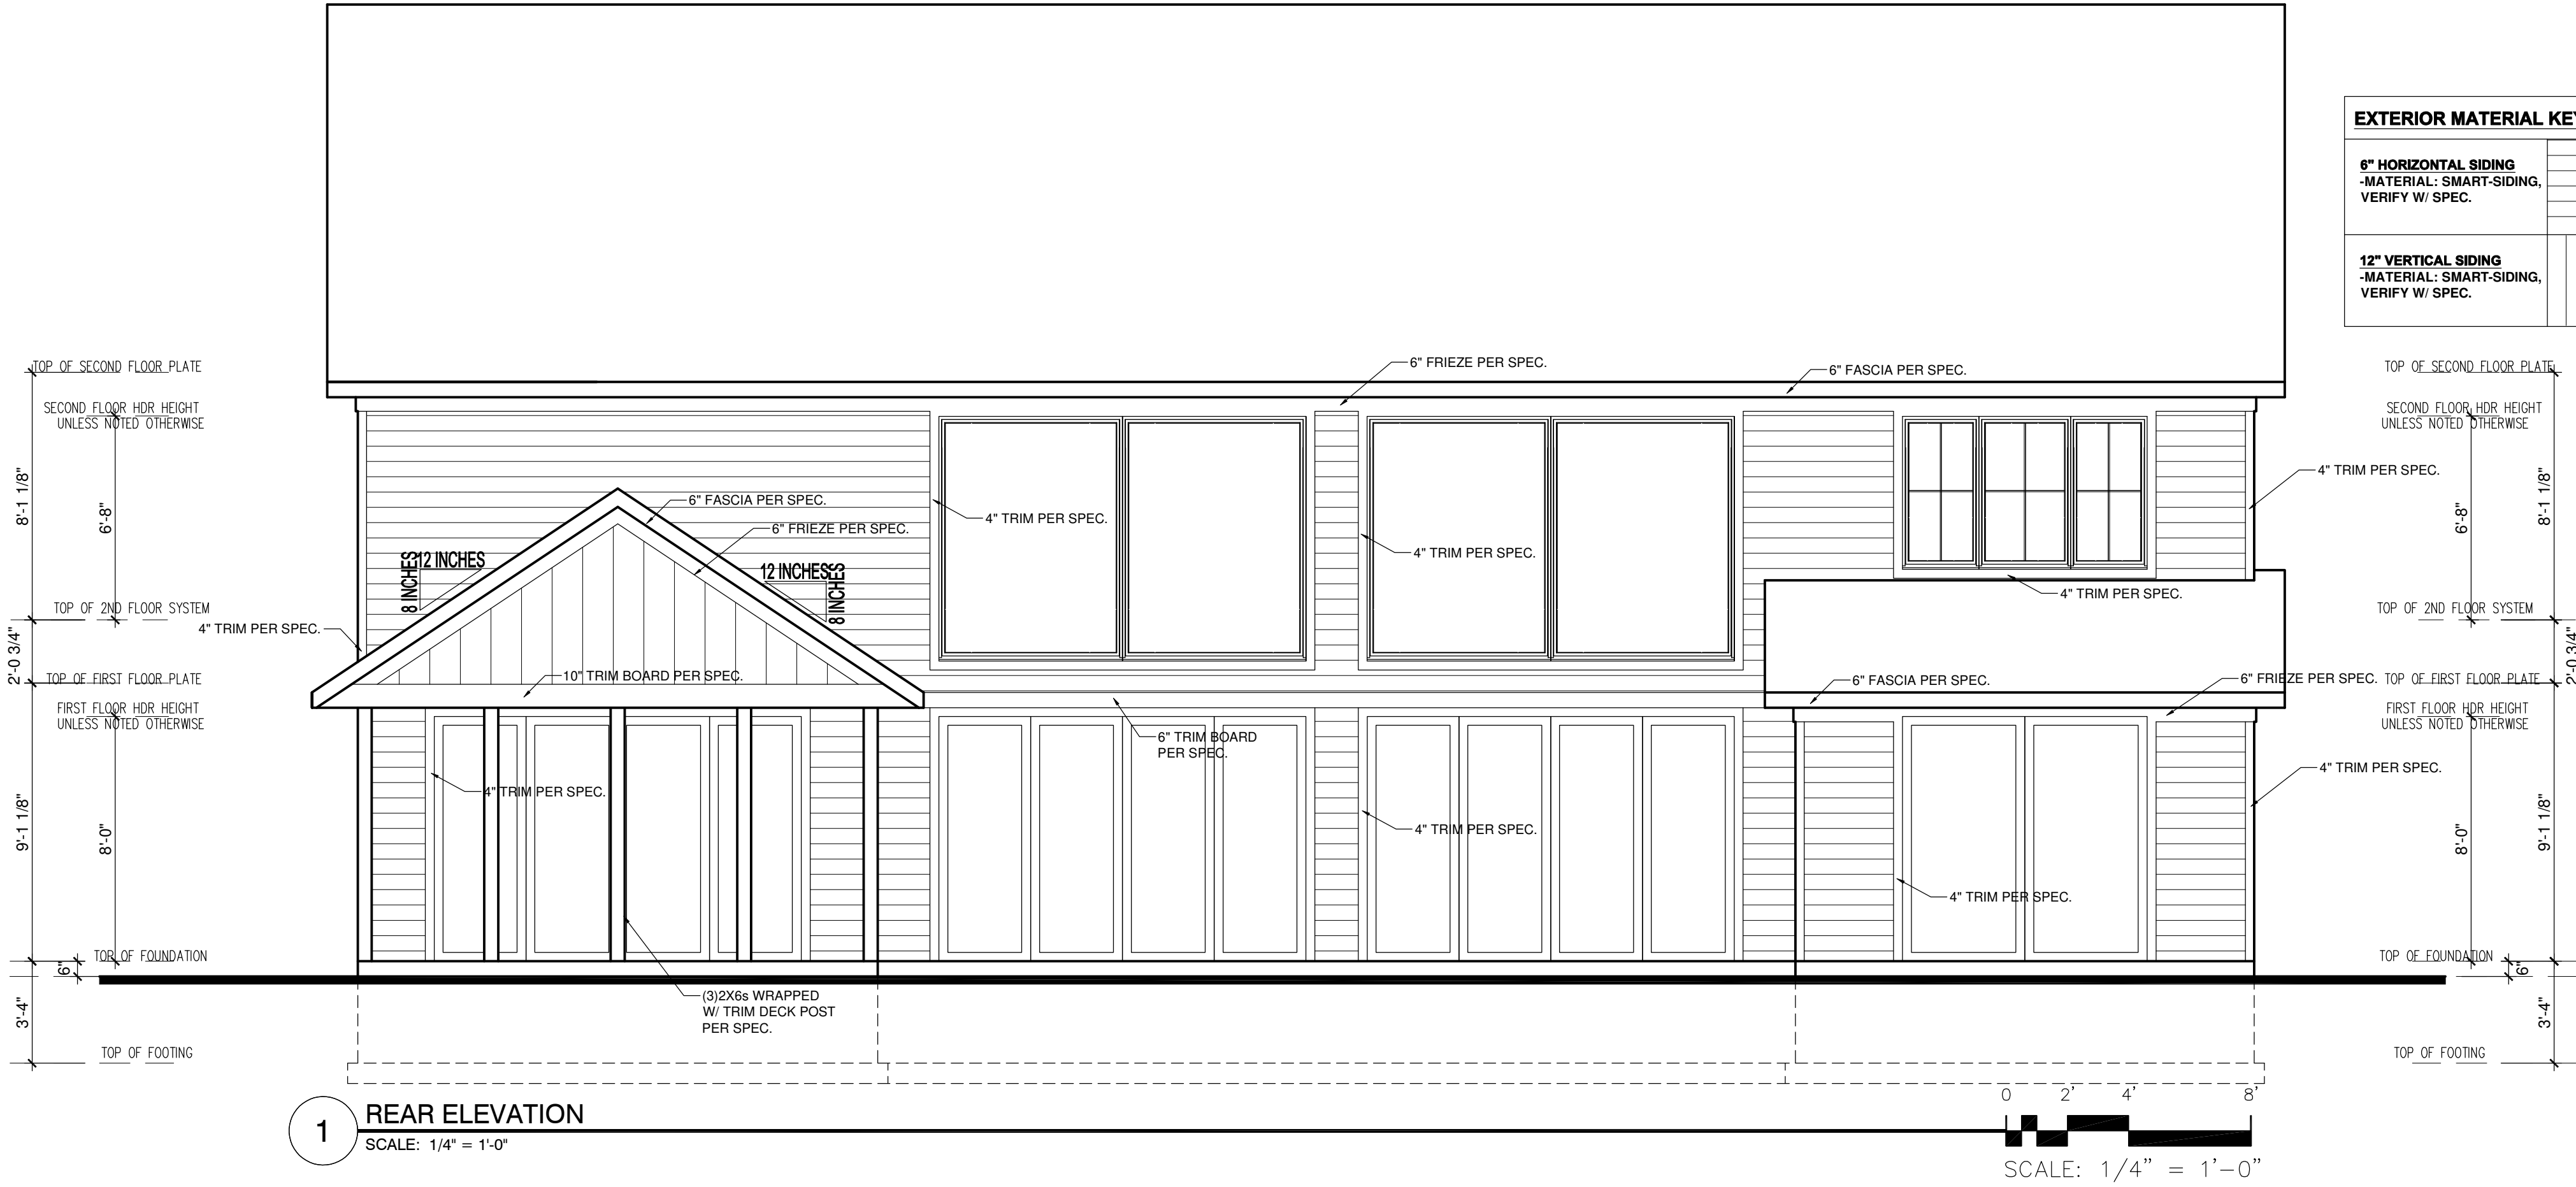 EXTERIOR MATERIAL KE
6" HORIZONTAL SIDING
-MATERIAL: SMART-SIDING,
VERIFY W/ SPEC.
12" VERTICAL SIDING
-MATERIAL: SMART-SIDING,
VERIFY W/ SPEC.
TOP OF SECOND FLOOR PLATE
SECOND FLOOR HDR HEIGHT
UNLESS NOTED OTHERWISE
8'-1 1/8"
6'-8"
TOP OF 2ND FLOOR SYSTEM
2'-0 3/4"
TOP OF FIRST FLOOR PLATE
FIRST FLOOR HDR HEIGHT
UNLESS NOTED OTHERWISE
9'-1 1/8"
8'-0"
TOP OF FOUNDATION
6"
3'-4"
TOP OF FOOTING
6" FRIEZE PER SPEC.
6" FASCIA PER SPEC.
6" FASCIA PER SPEC.
6" FRIEZE PER SPEC.
4" TRIM PER SPEC.
4" TRIM PER SPEC.
12 INCHES
8 INCHES
12 INCHES
8 INCHES
4" TRIM PER SPEC.
4" TRIM PER SPEC.
4" TRIM PER SPEC.
10" TRIM BOARD PER SPEC.
6" FASCIA PER SPEC.
6" FRIEZE PER SPEC.
6" TRIM BOARD
PER SPEC.
4" TRIM PER SPEC.
4" TRIM PER SPEC.
4" TRIM PER SPEC.
4" TRIM PER SPEC.
(3)2X6s WRAPPED
W/ TRIM DECK POST
PER SPEC.
TOP OF SECOND FLOOR PLATE
SECOND FLOOR HDR HEIGHT
UNLESS NOTED OTHERWISE
6'-8"
8'-1 1/8"
TOP OF 2ND FLOOR SYSTEM
2'-0 3/4"
TOP OF FIRST FLOOR PLATE
FIRST FLOOR HDR HEIGHT
UNLESS NOTED OTHERWISE
8'-0"
9'-1 1/8"
TOP OF FOUNDATION
6"
3'-4"
TOP OF FOOTING
1
REAR ELEVATION
SCALE: 1/4" = 1'-0"
0 2' 4' 8'
SCALE: 1/4" = 1'-0"